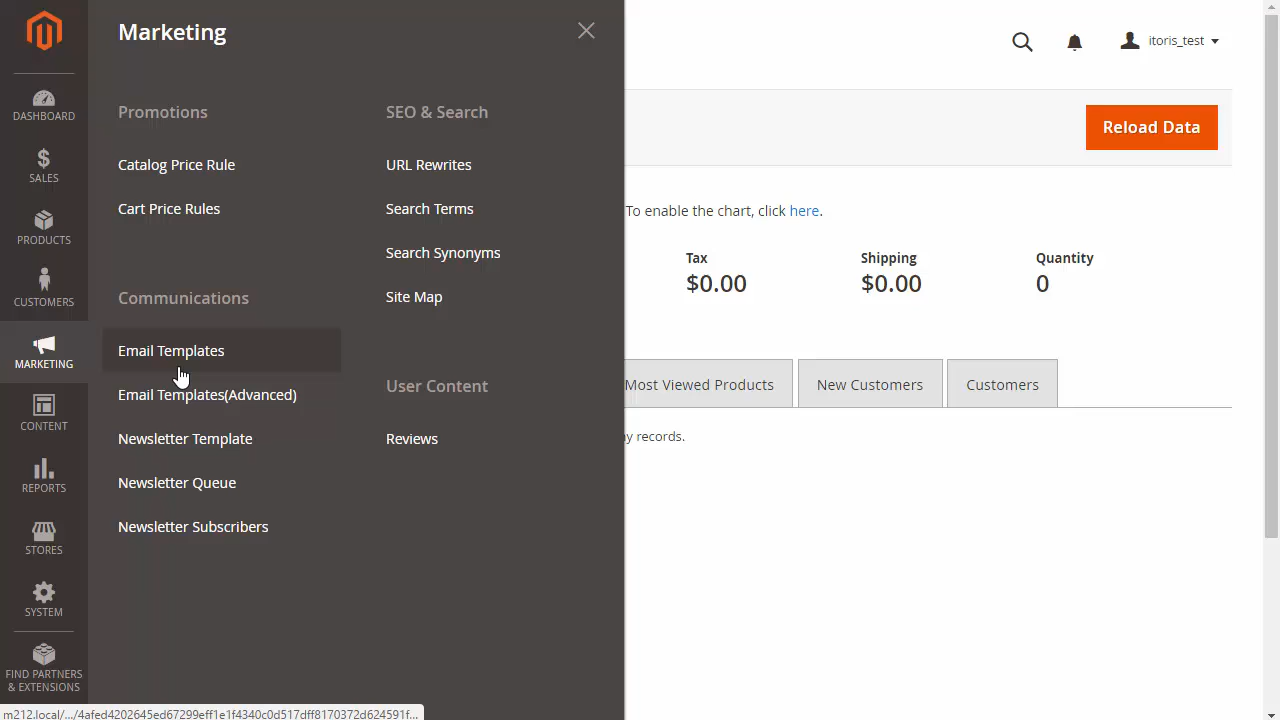 Marketing
Promotions
Catalog Price Rule
Cart Price Rules
Communications
Email Templates
Email Templates(Advanced)
Newsletter Template
Newsletter Queue
Newsletter Subscribers
SEO & Search
URL Rewrites
Search Terms
Search Synonyms
Site Map
User Content
Reviews
DASHBOARD
$
SALES
PRODUCTS
CUSTOMERS
MARKETING
CONTENT
REPORTS
STORES
SYSTEM
FIND PARTNERS
& EXTENSIONS
itoris_test
Reload Data
To enable the chart, click here.
Tax
$0.00
Shipping
$0.00
Quantity
0
Most Viewed Products
New Customers
Customers
y records.
m212.local/.../4afed4202645ed67299eff1e1f4340c0d517dff8170372d624591f...